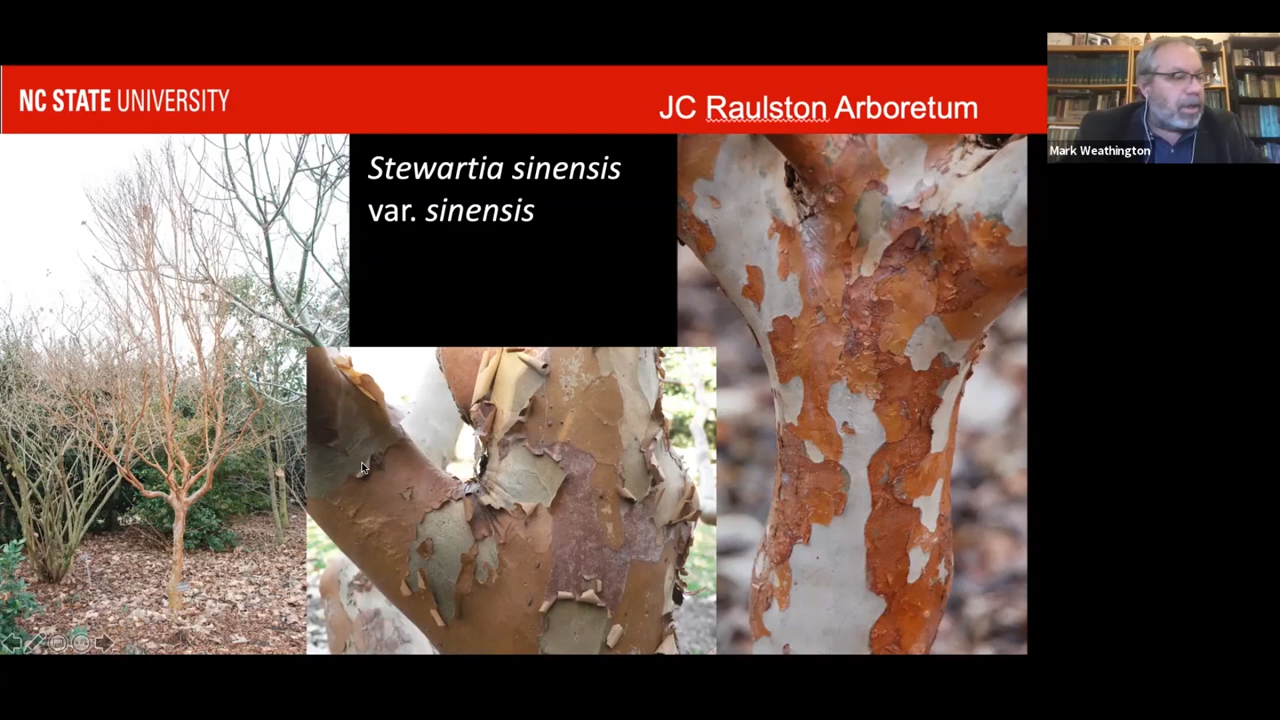 NC STATE UNIVERSITY
JC Raulston Arboretum
Mark Weathington
Stewartia sinensis
var. sinensis